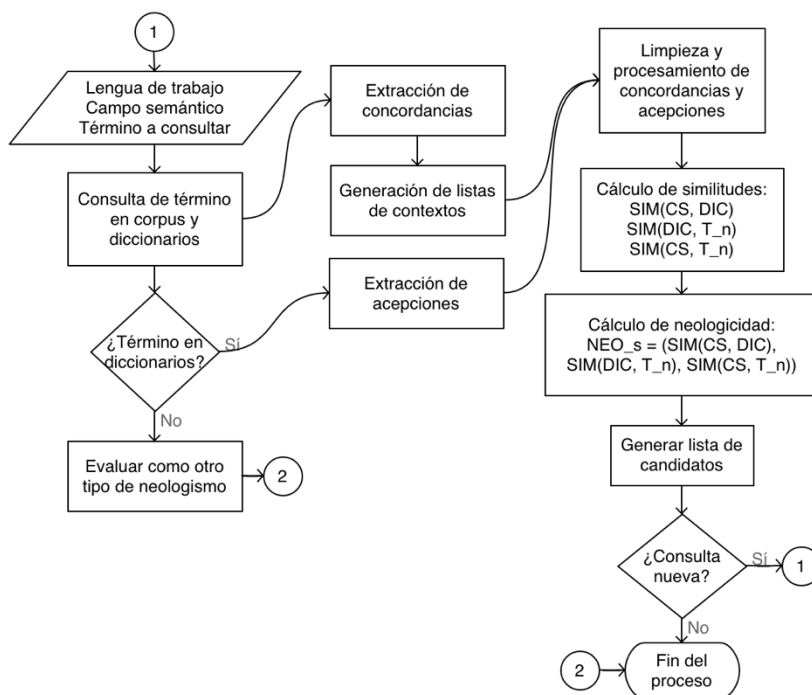 1
Lengua de trabajo
Campo semántico
Término a consultar
Consulta de término
en corpus y
diccionarios
¿Término en
diccionarios?
Sí
No
Evaluar como otro
tipo de neologismo
2
Extracción de
concordancias
Generación de listas
de contextos
Extracción de
acepciones
Limpieza y
procesamiento de
concordancias y
acepciones
Cálculo de similitudes:
SIM(CS, DIC)
SIM(DIC, T_n)
SIM(CS, T_n)
Cálculo de neologicidad:
NEO_s = (SIM(CS, DIC),
SIM(DIC, T_n), SIM(CS, T_n))
Generar lista de
candidatos
¿Consulta
nueva?
Sí
1
No
2
Fin del
proceso